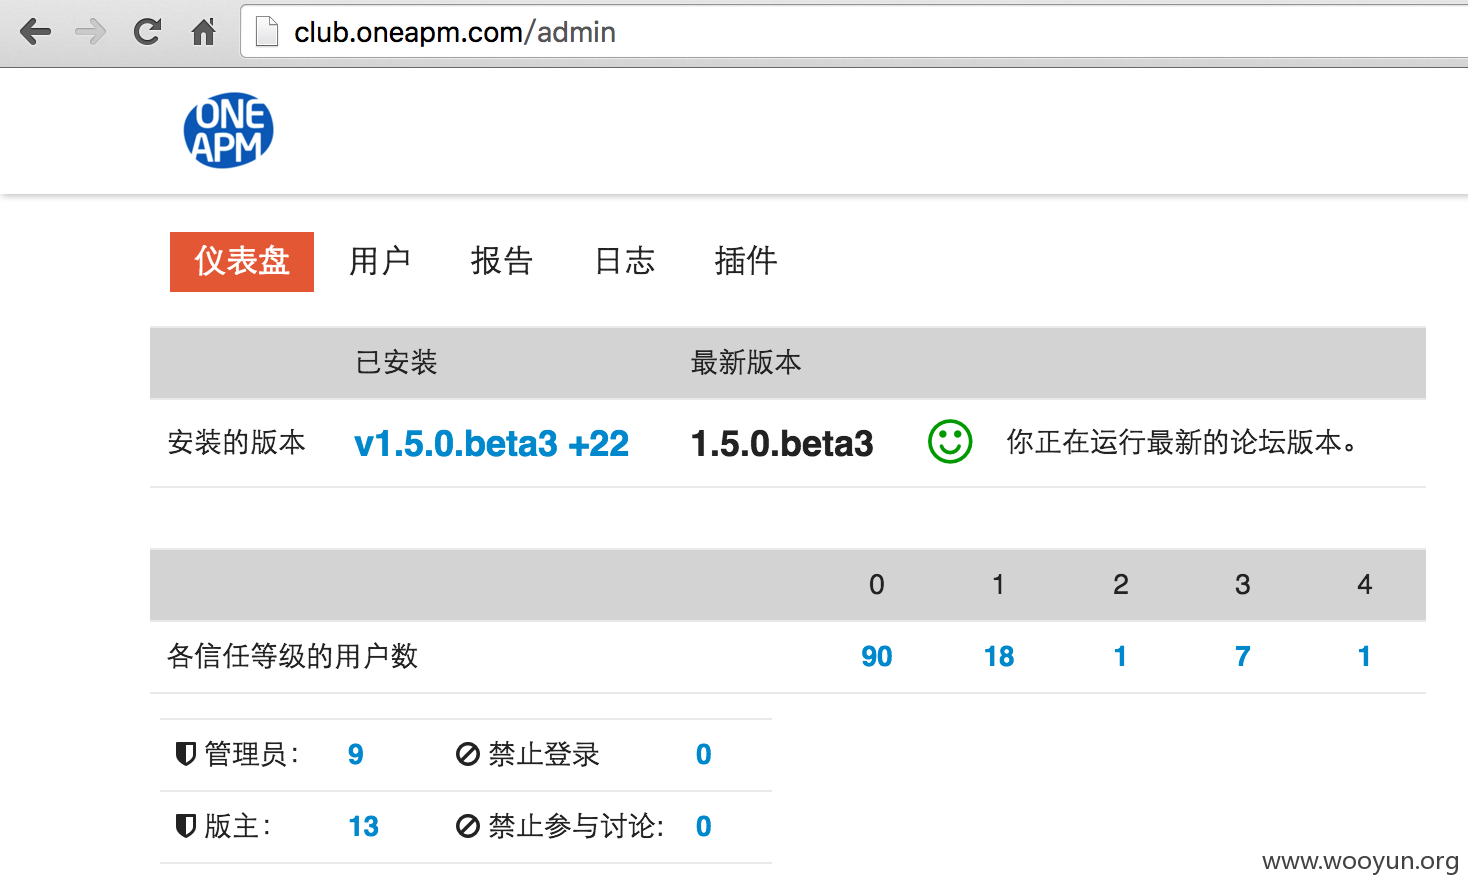 club.oneapm.com/admin
ONE
APM
仪表盘 用户 报告 日志 插件
已安装 最新版本
安装的版本 v1.5.0.beta3 +22 1.5.0.beta3 你正在运行最新的论坛版本。
0 1 2 3 4
各信任等级的用户数 90 18 1 7 1
管理员: 9 禁止登录 0
版主: 13 禁止参与讨论: 0
www.wooyun.org